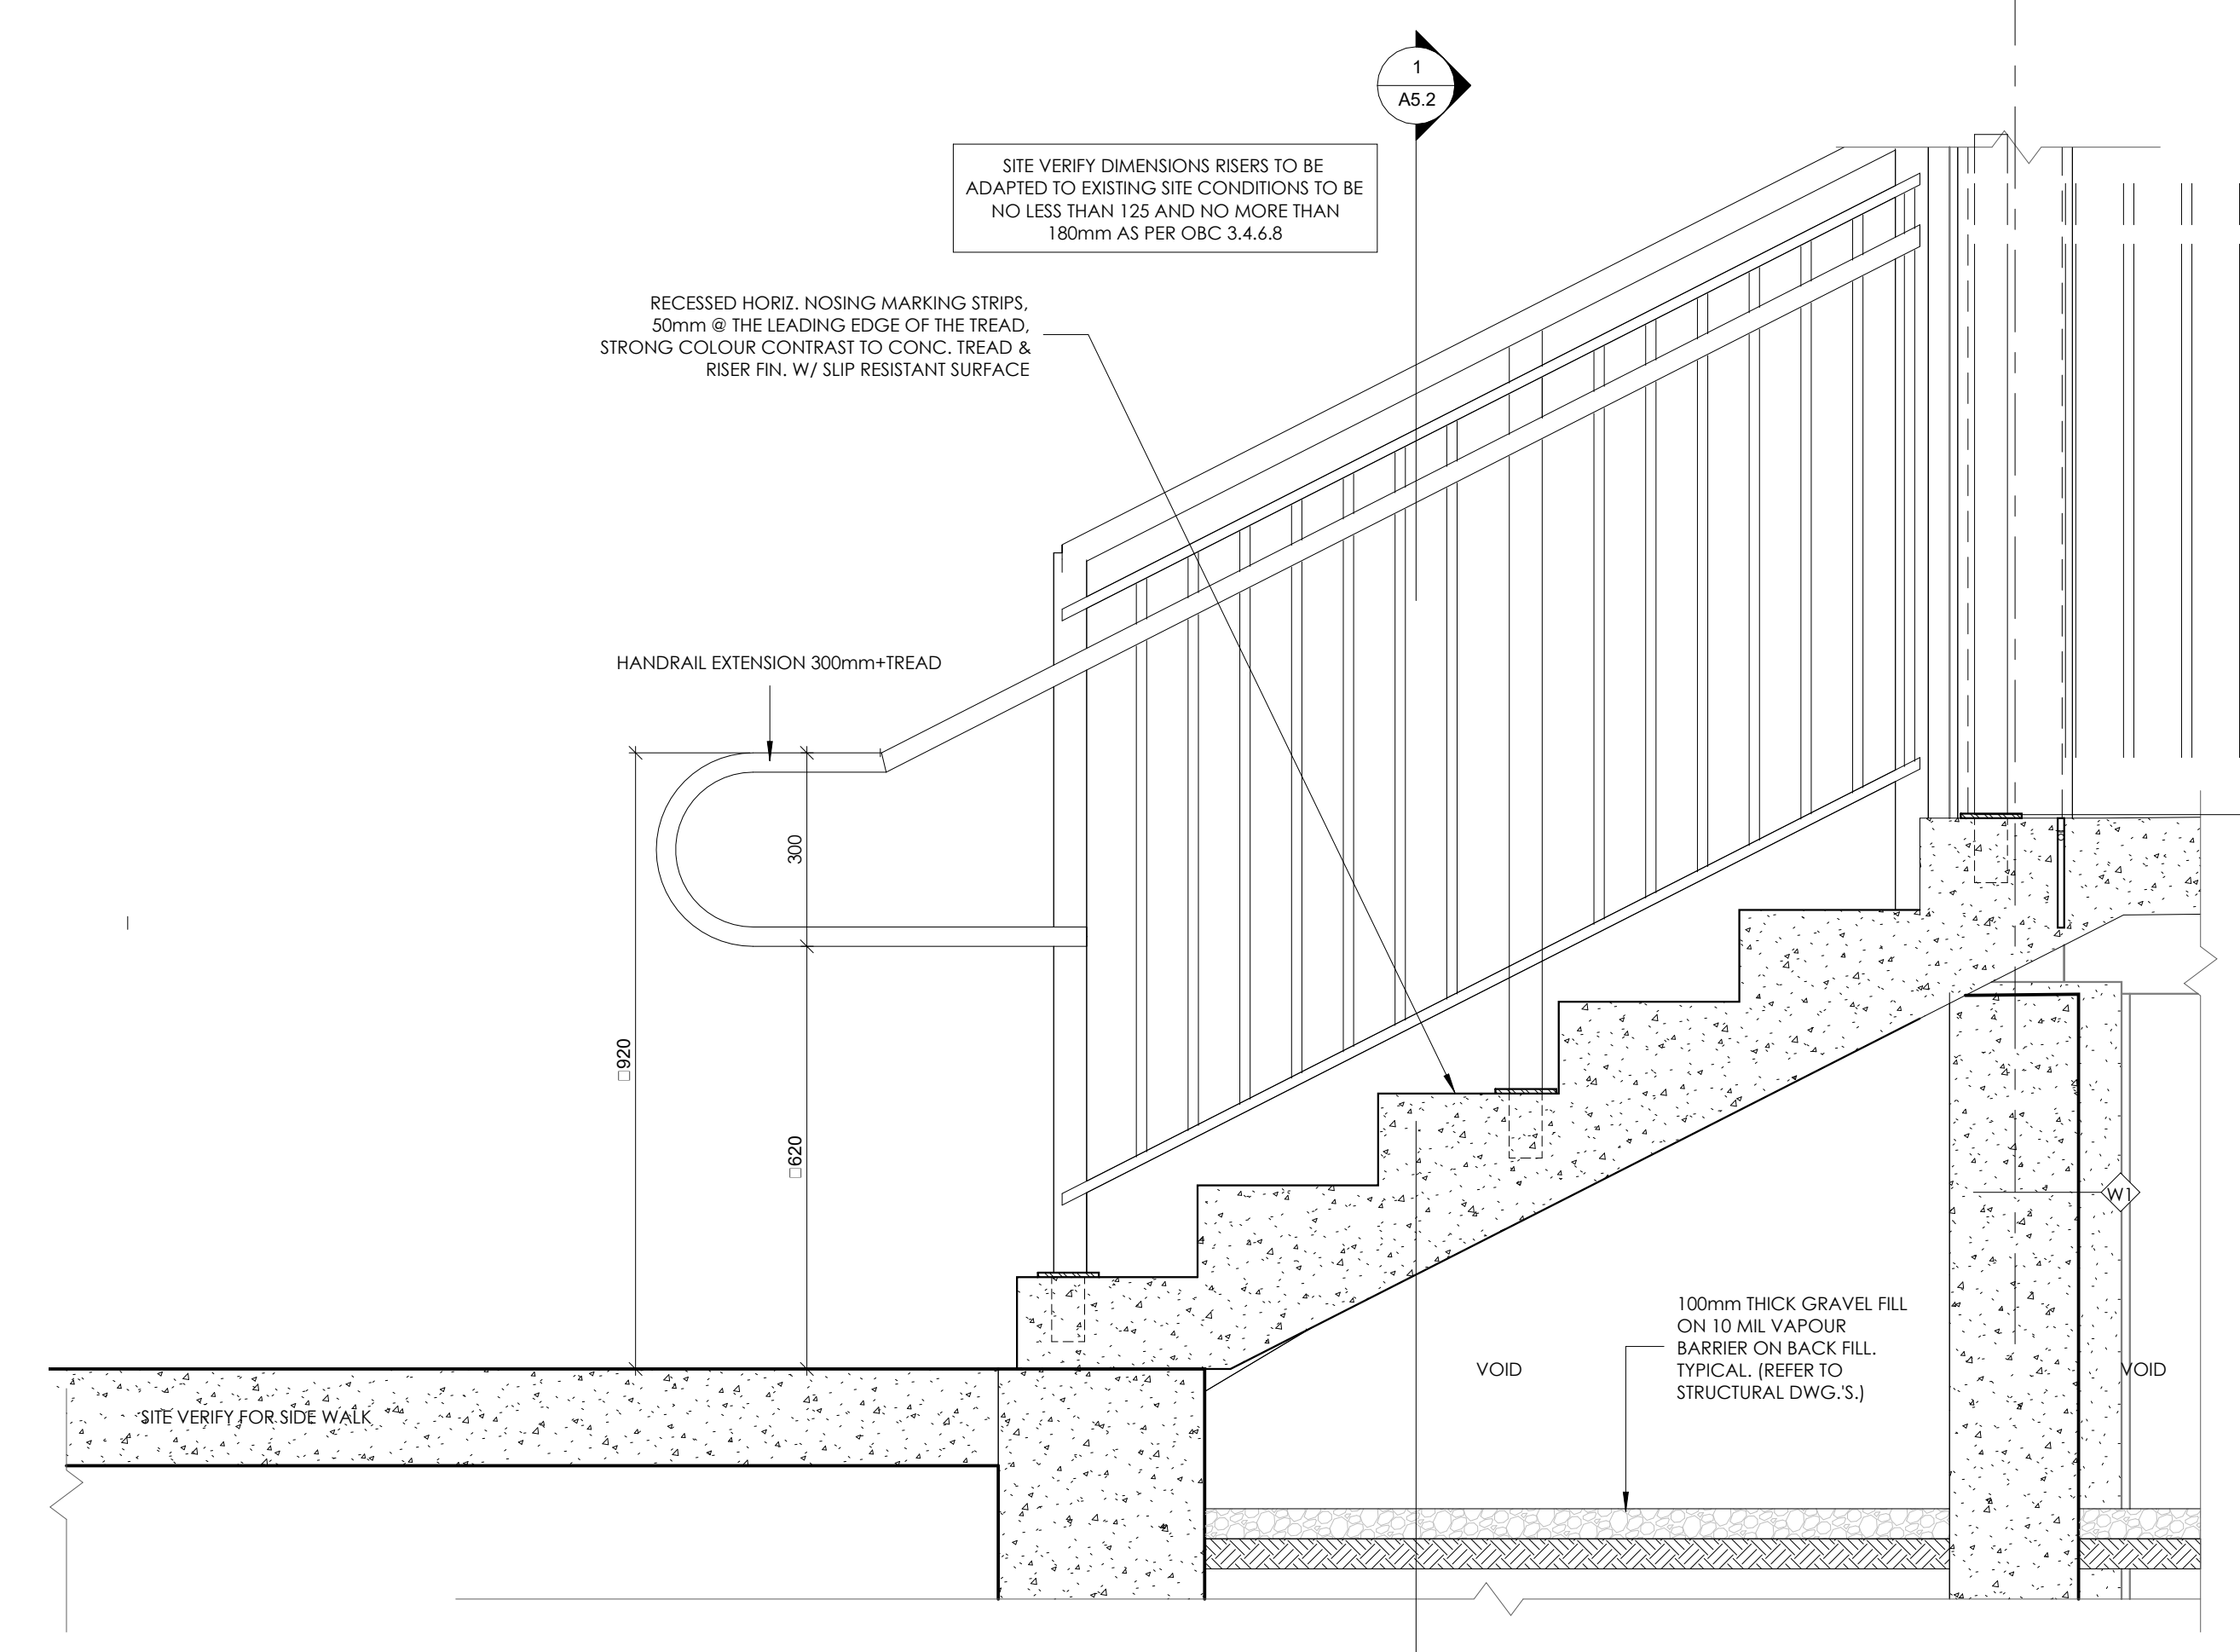 1
A5.2
SITE VERIFY DIMENSIONS RISERS TO BE
ADAPTED TO EXISTING SITE CONDITIONS TO BE
NO LESS THAN 125 AND NO MORE THAN
180mm AS PER OBC 3.4.6.8
RECESSED HORIZ. NOSING MARKING STRIPS,
50mm @ THE LEADING EDGE OF THE TREAD,
STRONG COLOUR CONTRAST TO CONC. TREAD &
RISER FIN. W/ SLIP RESISTANT SURFACE
HANDRAIL EXTENSION 300mm+TREAD
300
□920
□620
W1
100mm THICK GRAVEL FILL
ON 10 MIL VAPOUR
BARRIER ON BACK FILL.
TYPICAL. (REFER TO
STRUCTURAL DWG.'S.)
VOID
VOID
SITE VERIFY FOR SIDE WALK